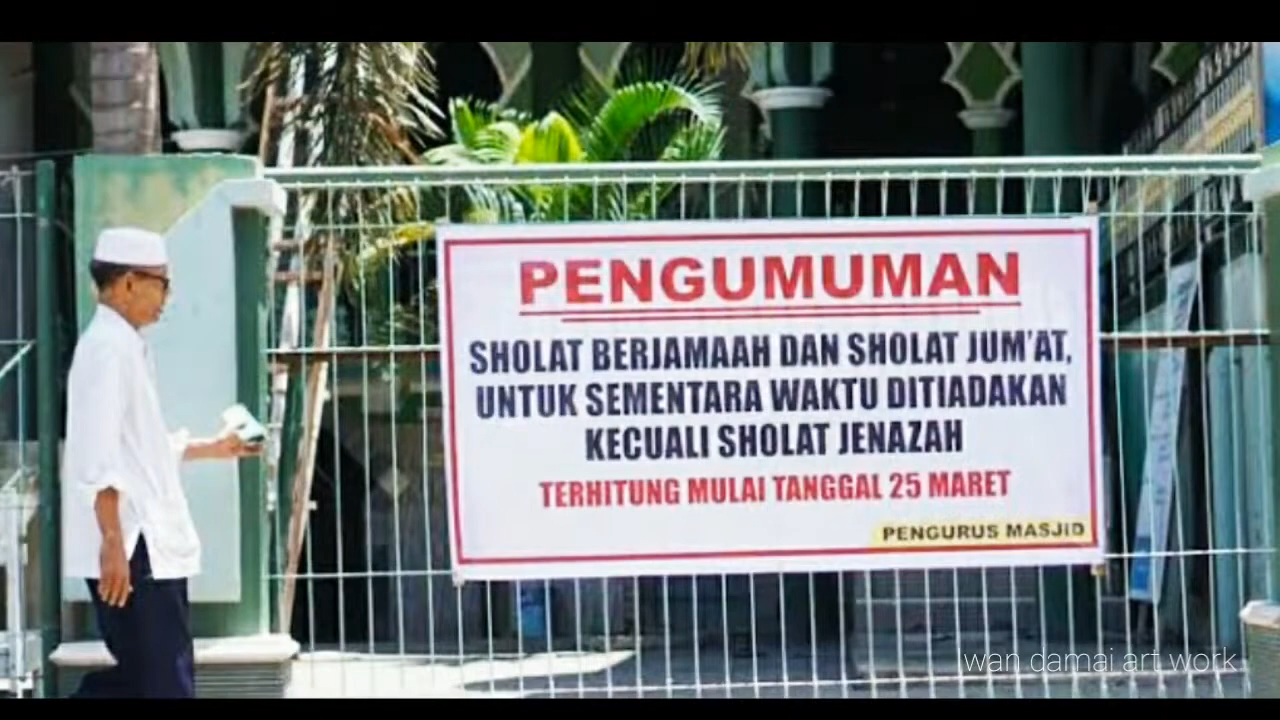 PENGUMUMAN
SHOLAT BERJAMAAH DAN SHOLAT JUM'AT,
UNTUK SEMENTARA WAKTU DITIADAKAN
KECUALI SHOLAT JENAZAH
TERHITUNG MULAI TANGGAL 25 MARET
PENGURUS MASJID
Iwan damai art work